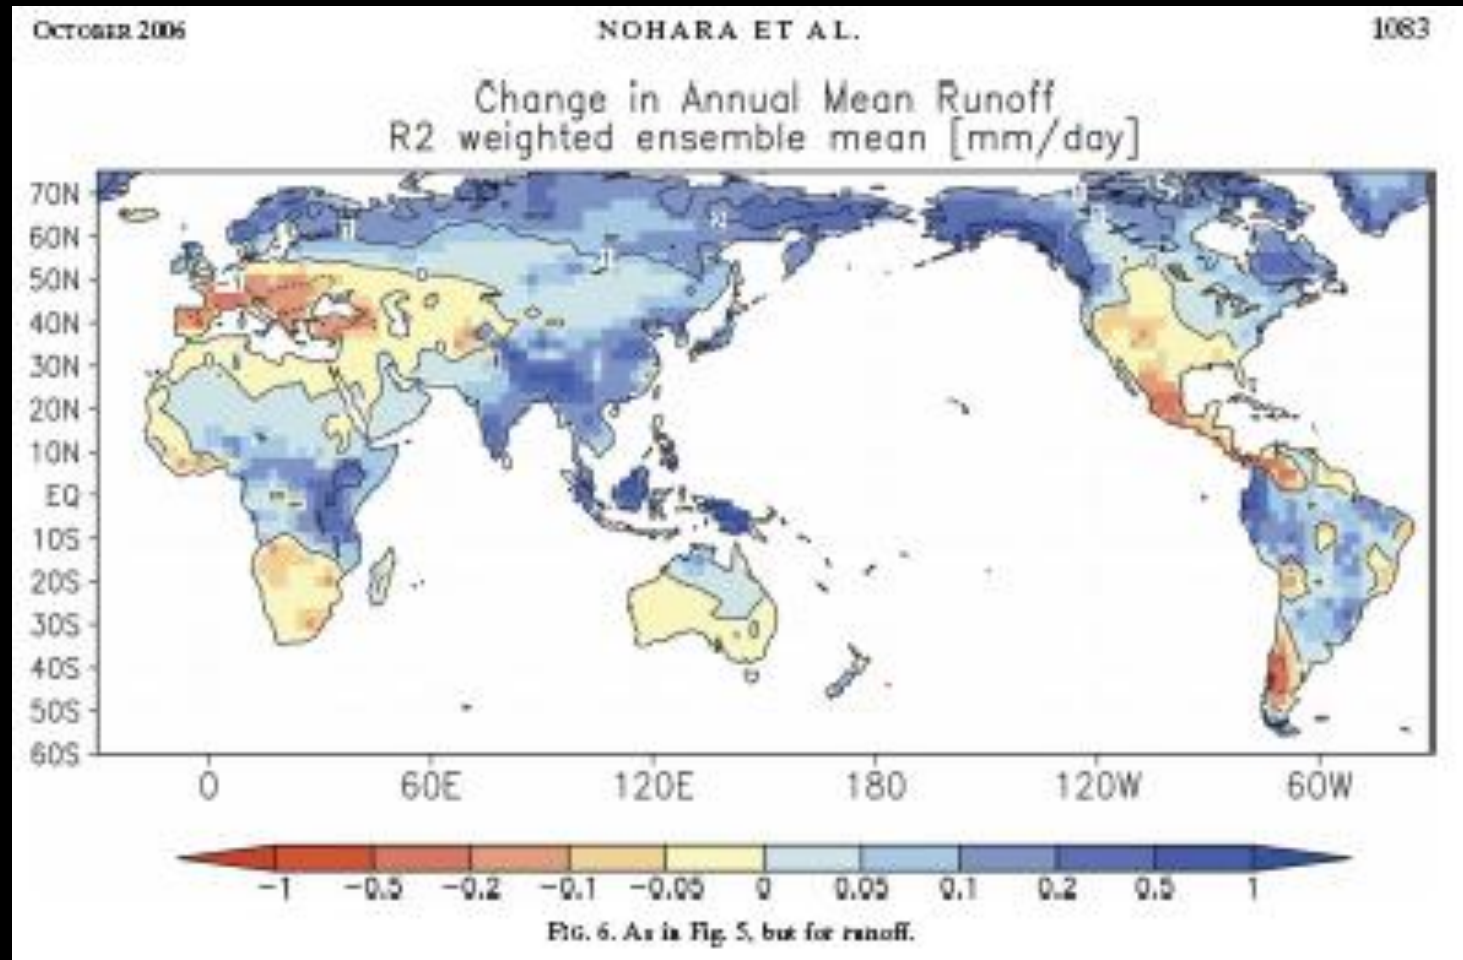 OCTOBER 2006 NOHARA ET AL. 1083
Change in Annual Mean Runoff
R2 weighted ensemble mean [mm/day]
70N
60N
50N
40N
30N
20N
10N
EQ
10S
20S
30S
40S
50S
60S
0 60E 120E 180 120W 60W
-1 -0.5 -0.2 -0.1 -0.05 0 0.05 0.1 0.2 0.5 1
FIG. 6. As in Fig. 5, but for runoff.